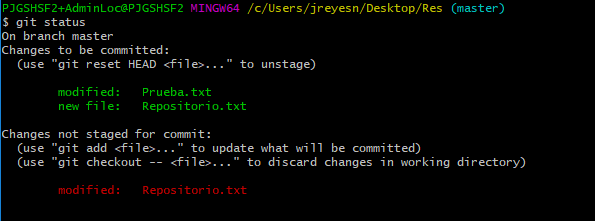 PJGSHSF2+AdminLoc@PJGSHSF2 MINGW64 /c/Users/jreyesn/Desktop/Res (master)
$ git status
On branch master
Changes to be committed:
  (use "git reset HEAD <file>..." to unstage)
        modified:   Prueba.txt
        new file:   Repositorio.txt
Changes not staged for commit:
  (use "git add <file>..." to update what will be committed)
  (use "git checkout -- <file>..." to discard changes in working directory)
        modified:   Repositorio.txt